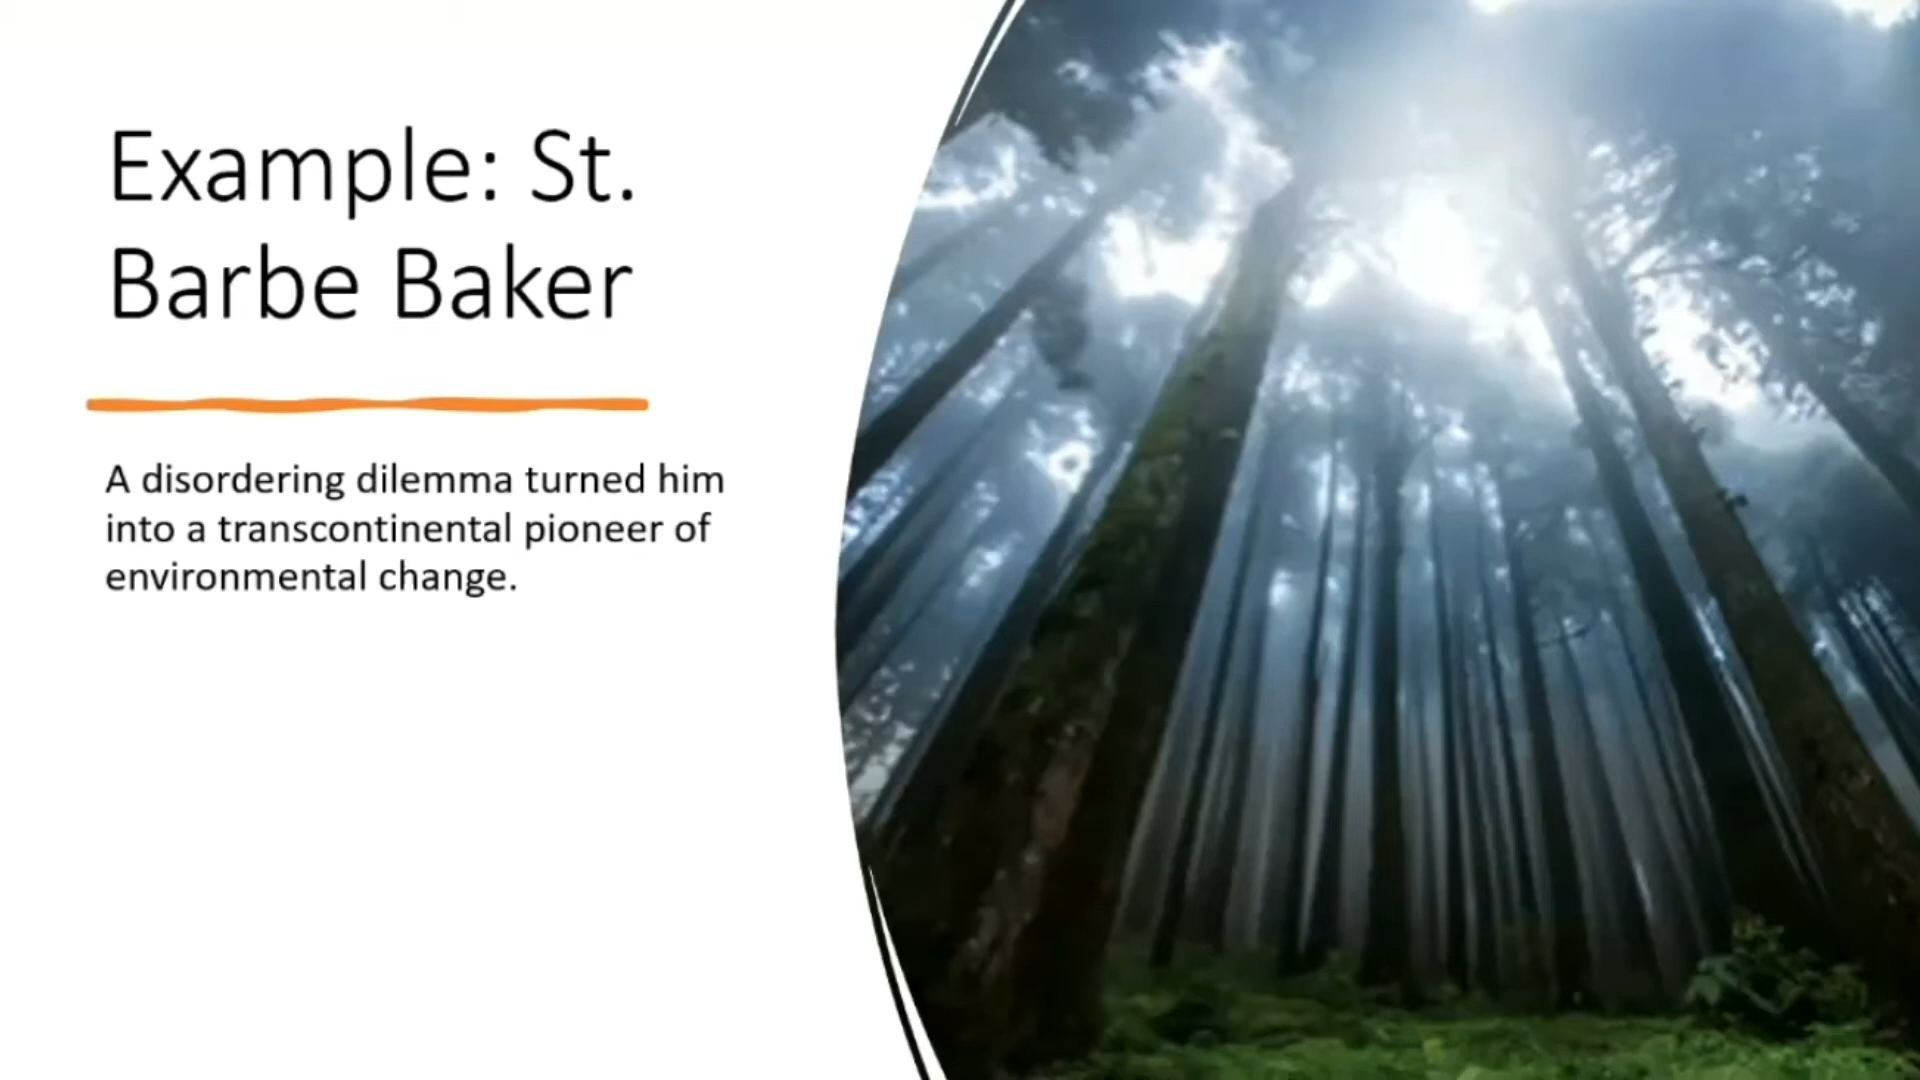 Example: St.
Barbe Baker
A disordering dilemma turned him
into a transcontinental pioneer of
environmental change.